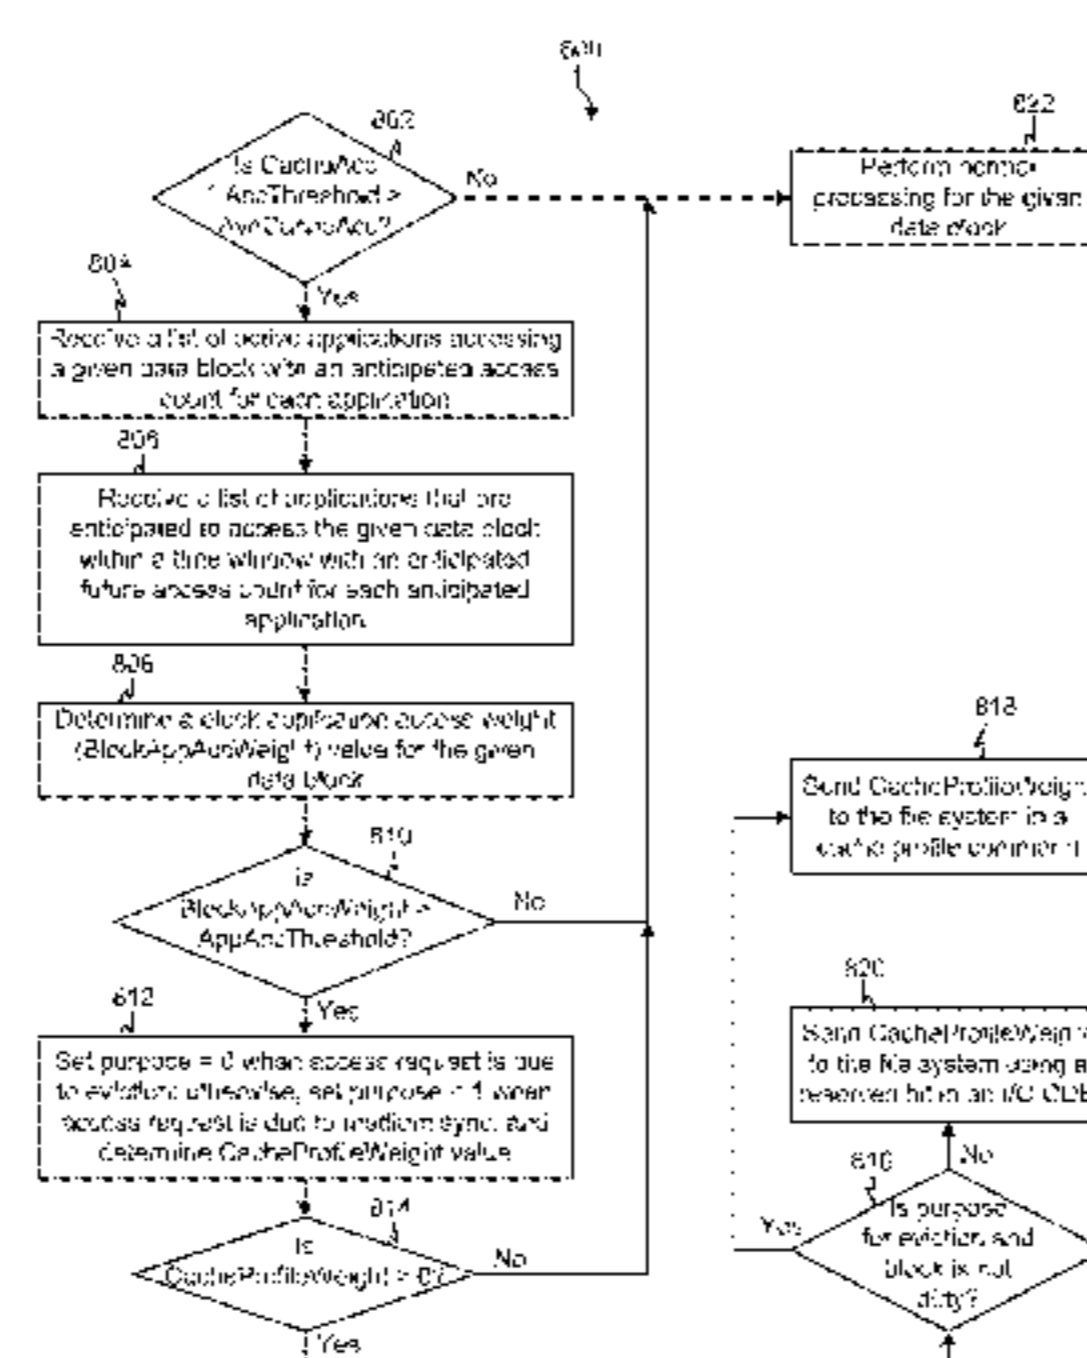 800
802
Is CacheAcc
* AccThreshold >
AveCacheAcc?
No
Yes
822
Perform normal
processing for the given
data block
804
Receive a list of active applications accessing
a given data block with an anticipated access
count for each application
806
Receive a list of applications that are
anticipated to access the given data block
within a time window with an anticipated
future access count for each anticipated
application
808
Determine a block application access weight
(BlockAppAccWeight) value for the given
data block
810
Is
BlockAppAccWeight >
AppAccThreshold?
No
Yes
812
Set purpose = 0 when access request is due
to eviction; otherwise, set purpose = 1 when
access request is due to medium sync, and
determine CacheProfileWeight value
814
Is
CacheProfileWeight > 0?
No
Yes
818
Send CacheProfileWeight
to the file system in a
cache profile command
820
Send CacheProfileWeight
to the file system using a
reserved bit in an I/O CDB
No
816
Is purpose
for eviction and
block is not
dirty?
Yes